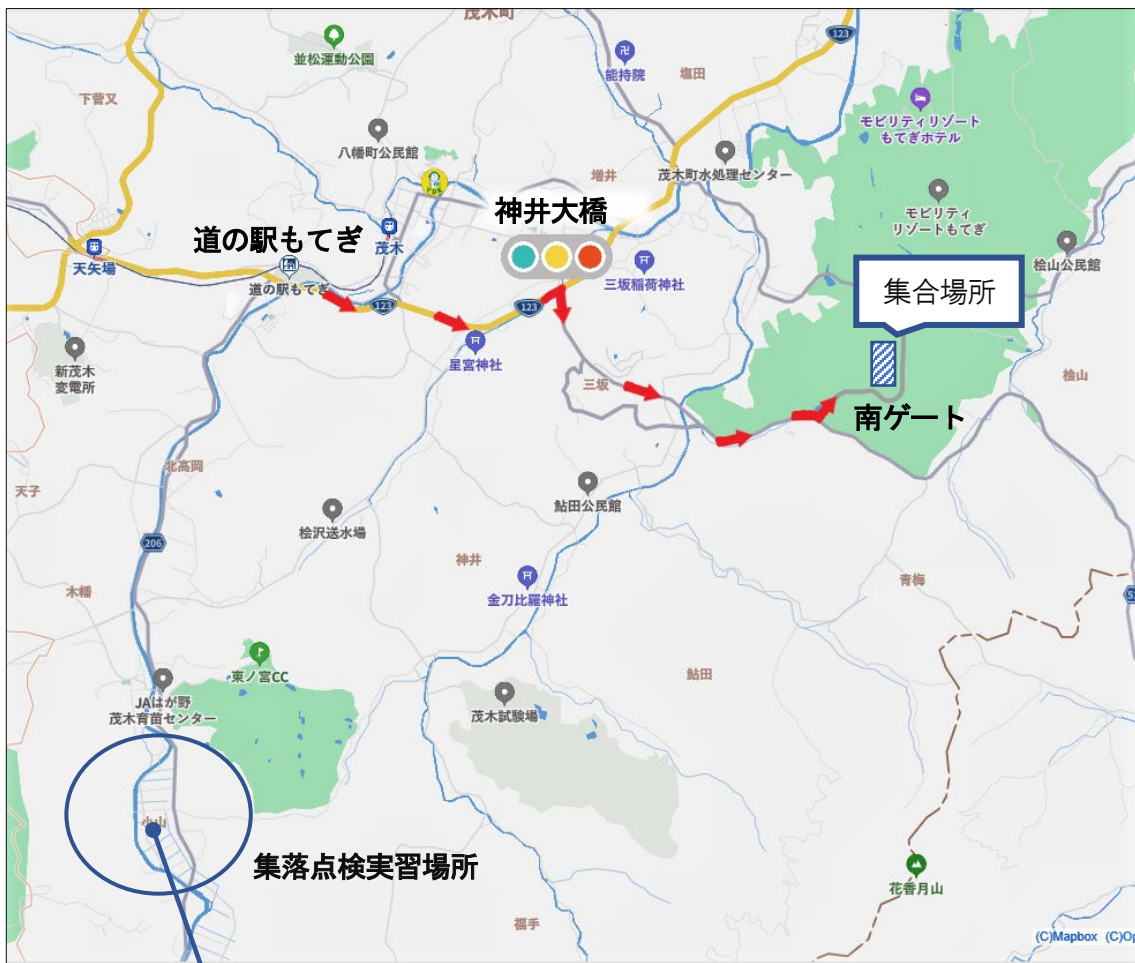 茂木町
123
並松運動公園
能持院
塩田
下菅又
モビリティリゾート
もてぎホテル
八幡町公民館
増井
茂木町水処理センター
神井大橋
モビリティ
リゾートもてぎ
道の駅もてぎ
茂木
天矢場
道の駅もてぎ
三坂稲荷神社
桧山公民館
集合場所
123
123
星宮神社
新茂木
変電所
三坂
桧山
南ゲート
北高岡
天子
鮎田公民館
桧沢送水場
206
神井
木幡
金刀比羅神社
青梅
東ノ宮CC
鮎田
JAはが野
茂木育苗センター
茂木試験場
小山
集落点検実習場所
花香月山
福手
(C)Mapbox (C)Op